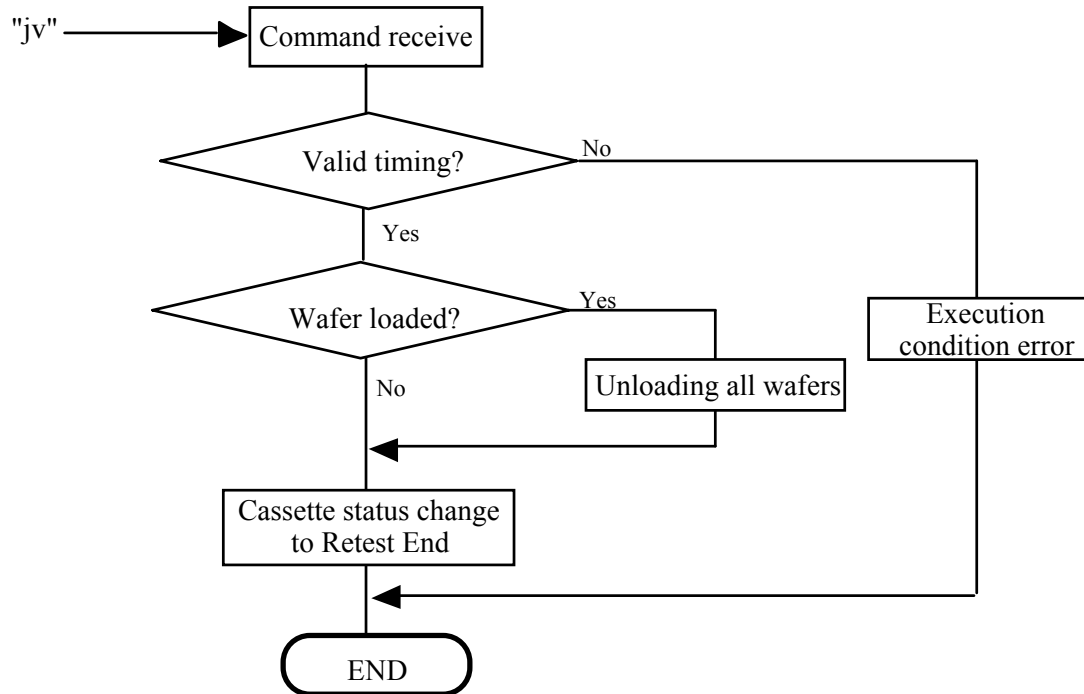 "jv"
Command receive
Valid timing?
No
Yes
Wafer loaded?
Yes
Execution
condition error
Unloading all wafers
No
Cassette status change
to Retest End
END